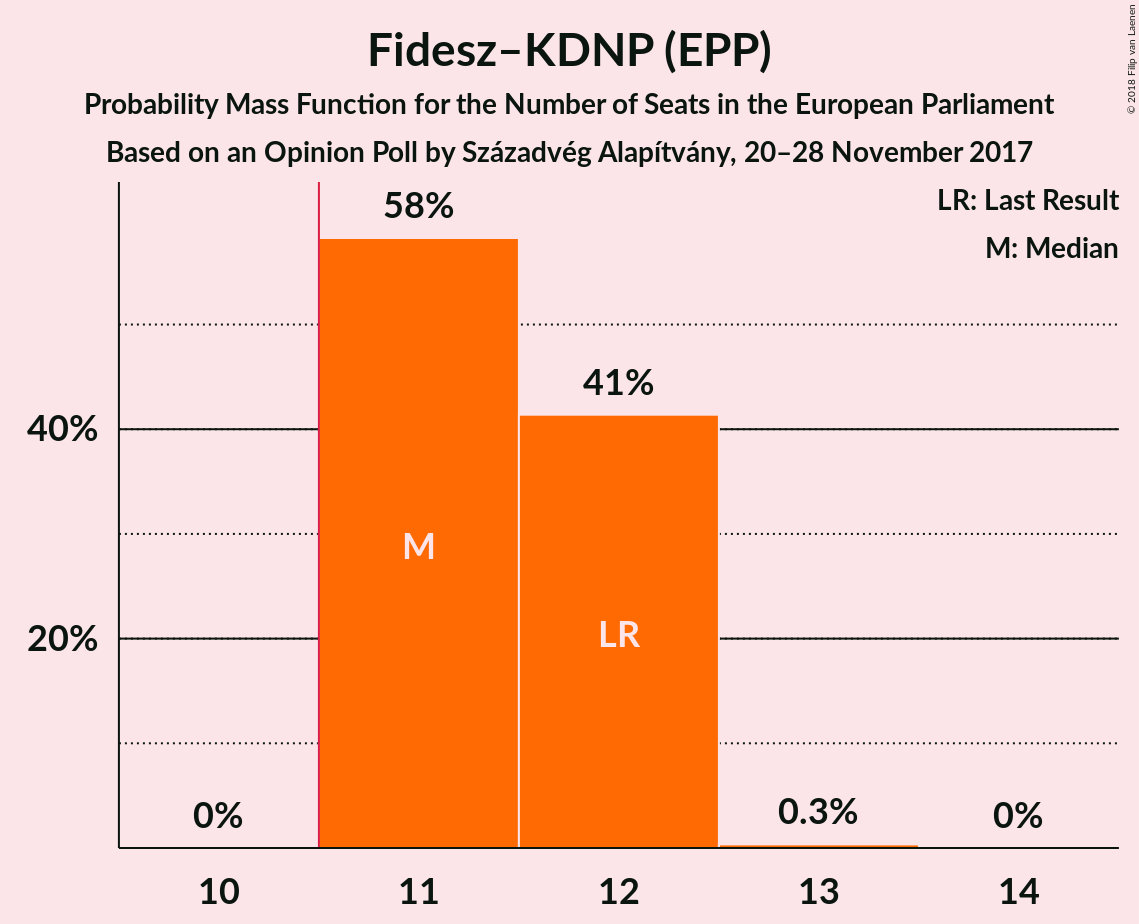 Fidesz–KDNP (EPP)
Probability Mass Function for the Number of Seats in the European Parliament
Based on an Opinion Poll by Századvég Alapítvány, 20–28 November 2017
© 2018 Filip van Laenen
LR: Last Result
M: Median
58%
41%
40%
M
LR
20%
0%
0.3%
0%
10
11
12
13
14